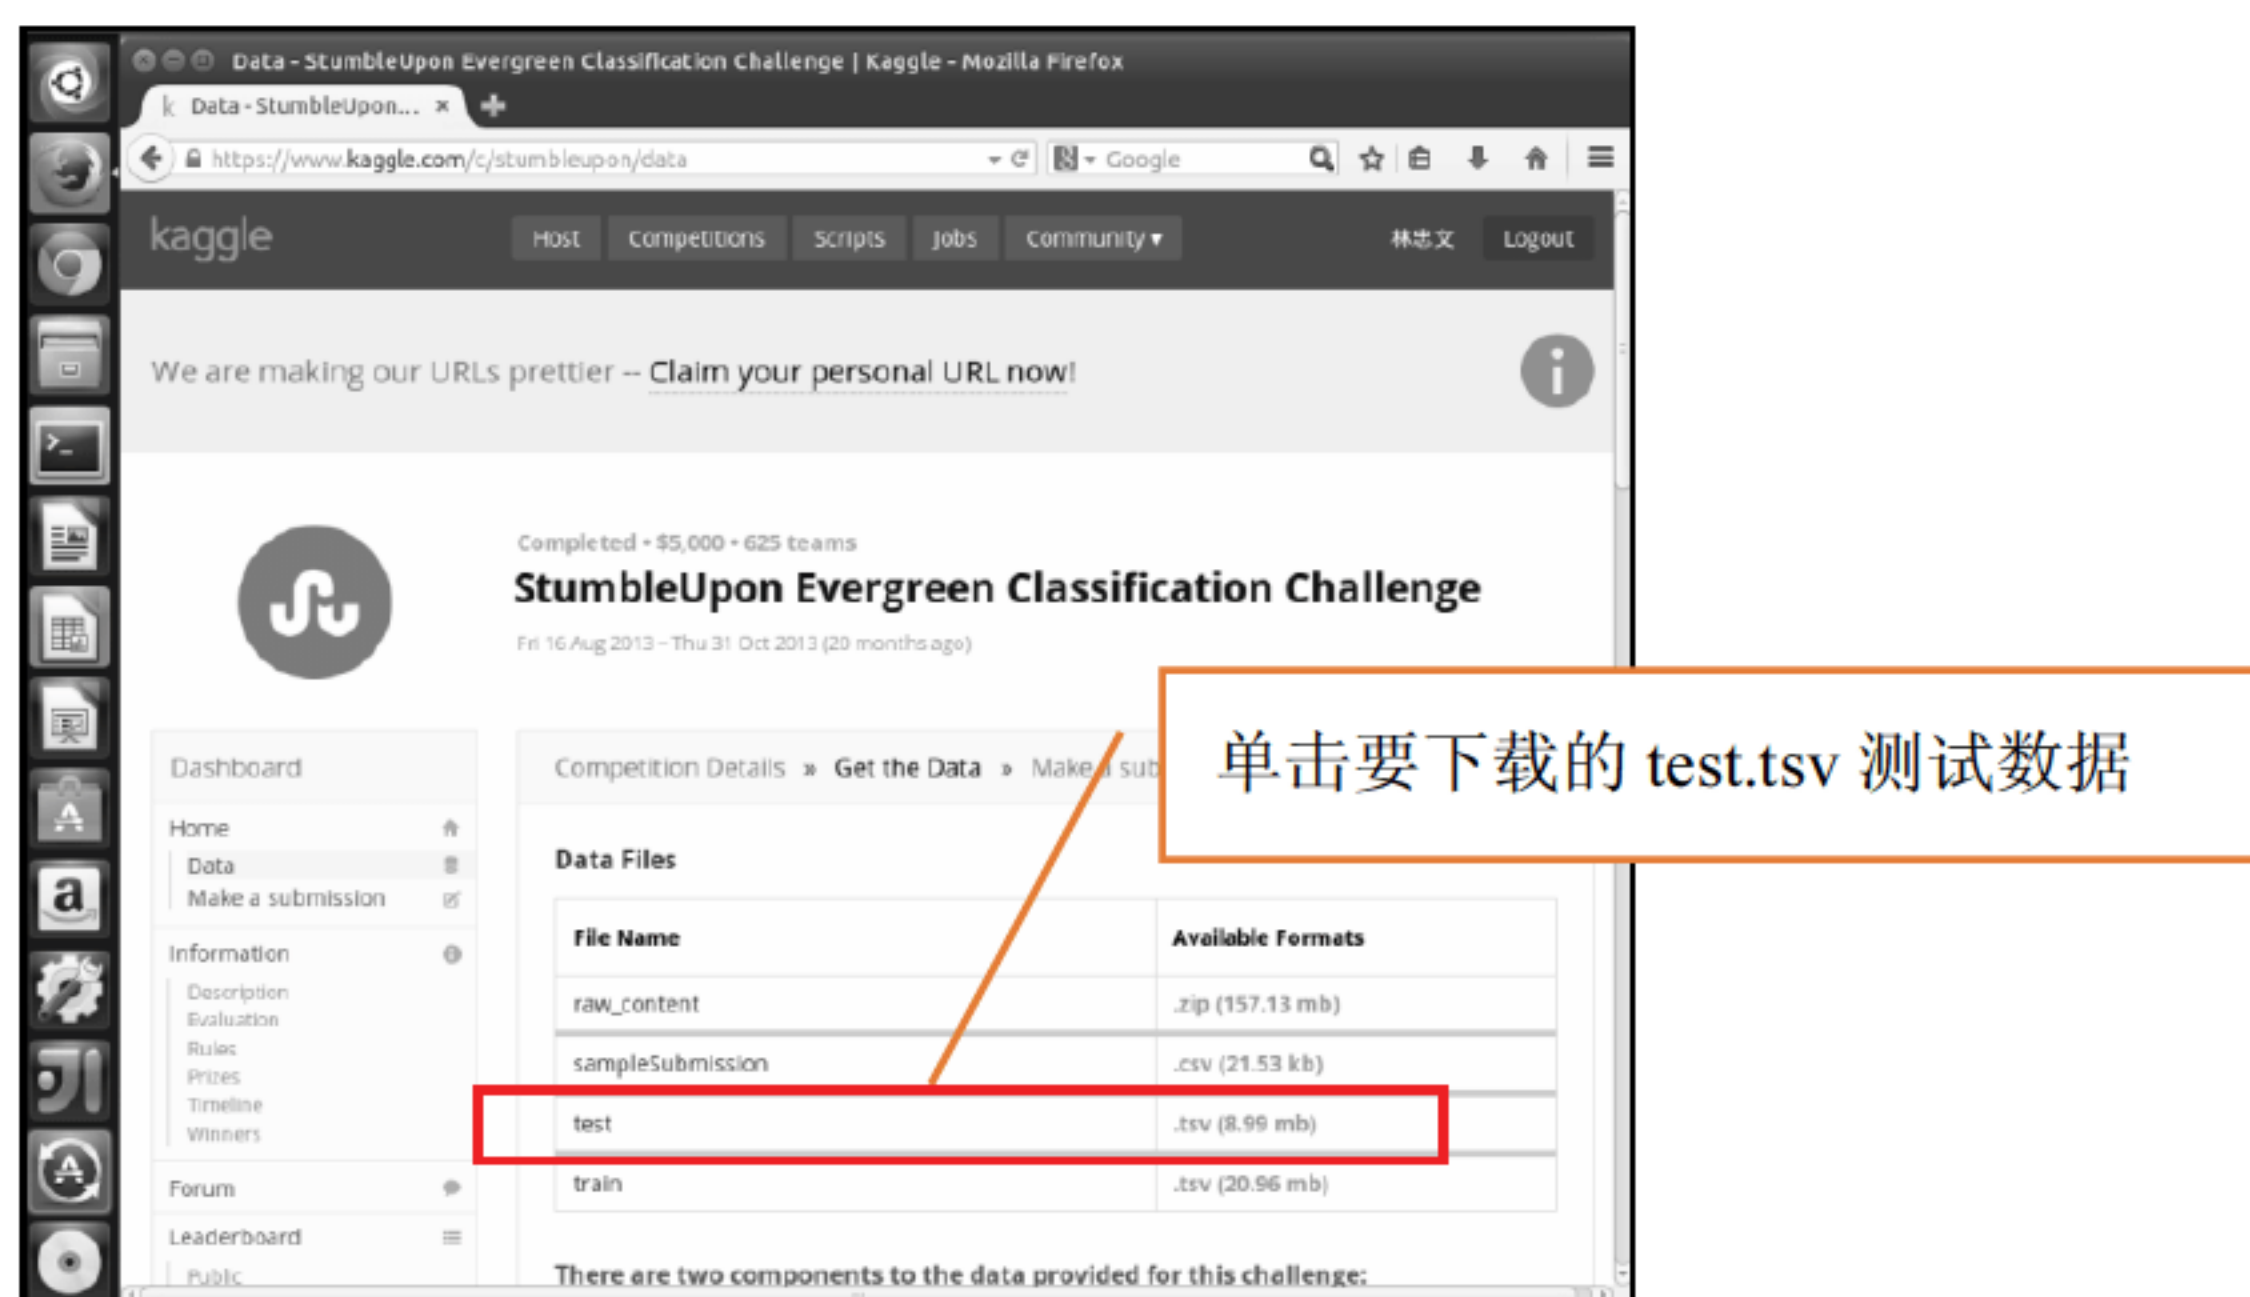 Data - StumbleUpon Evergreen Classification Challenge | Kaggle - Mozilla Firefox
k Data - StumbleUpon... ×
https://www.kaggle.com/c/stumbleupon/data Google
kaggle Host Competitions Scripts Jobs Community ▾ 林忠文 Logout
We are making our URLs prettier -- Claim your personal URL now!
Completed • $5,000 • 625 teams
StumbleUpon Evergreen Classification Challenge
Fri 16 Aug 2013 – Thu 31 Oct 2013 (20 months ago)
单击要下载的 test.tsv 测试数据
Dashboard
Home
Data
Make a submission
Information
Description
Evaluation
Rules
Prizes
Timeline
Winners
Forum
Leaderboard
Public
Competition Details » Get the Data » Make a sub
Data Files
File Name Available Formats
raw_content .zip (157.13 mb)
sampleSubmission .csv (21.53 kb)
test .tsv (8.99 mb)
train .tsv (20.96 mb)
There are two components to the data provided for this challenge: